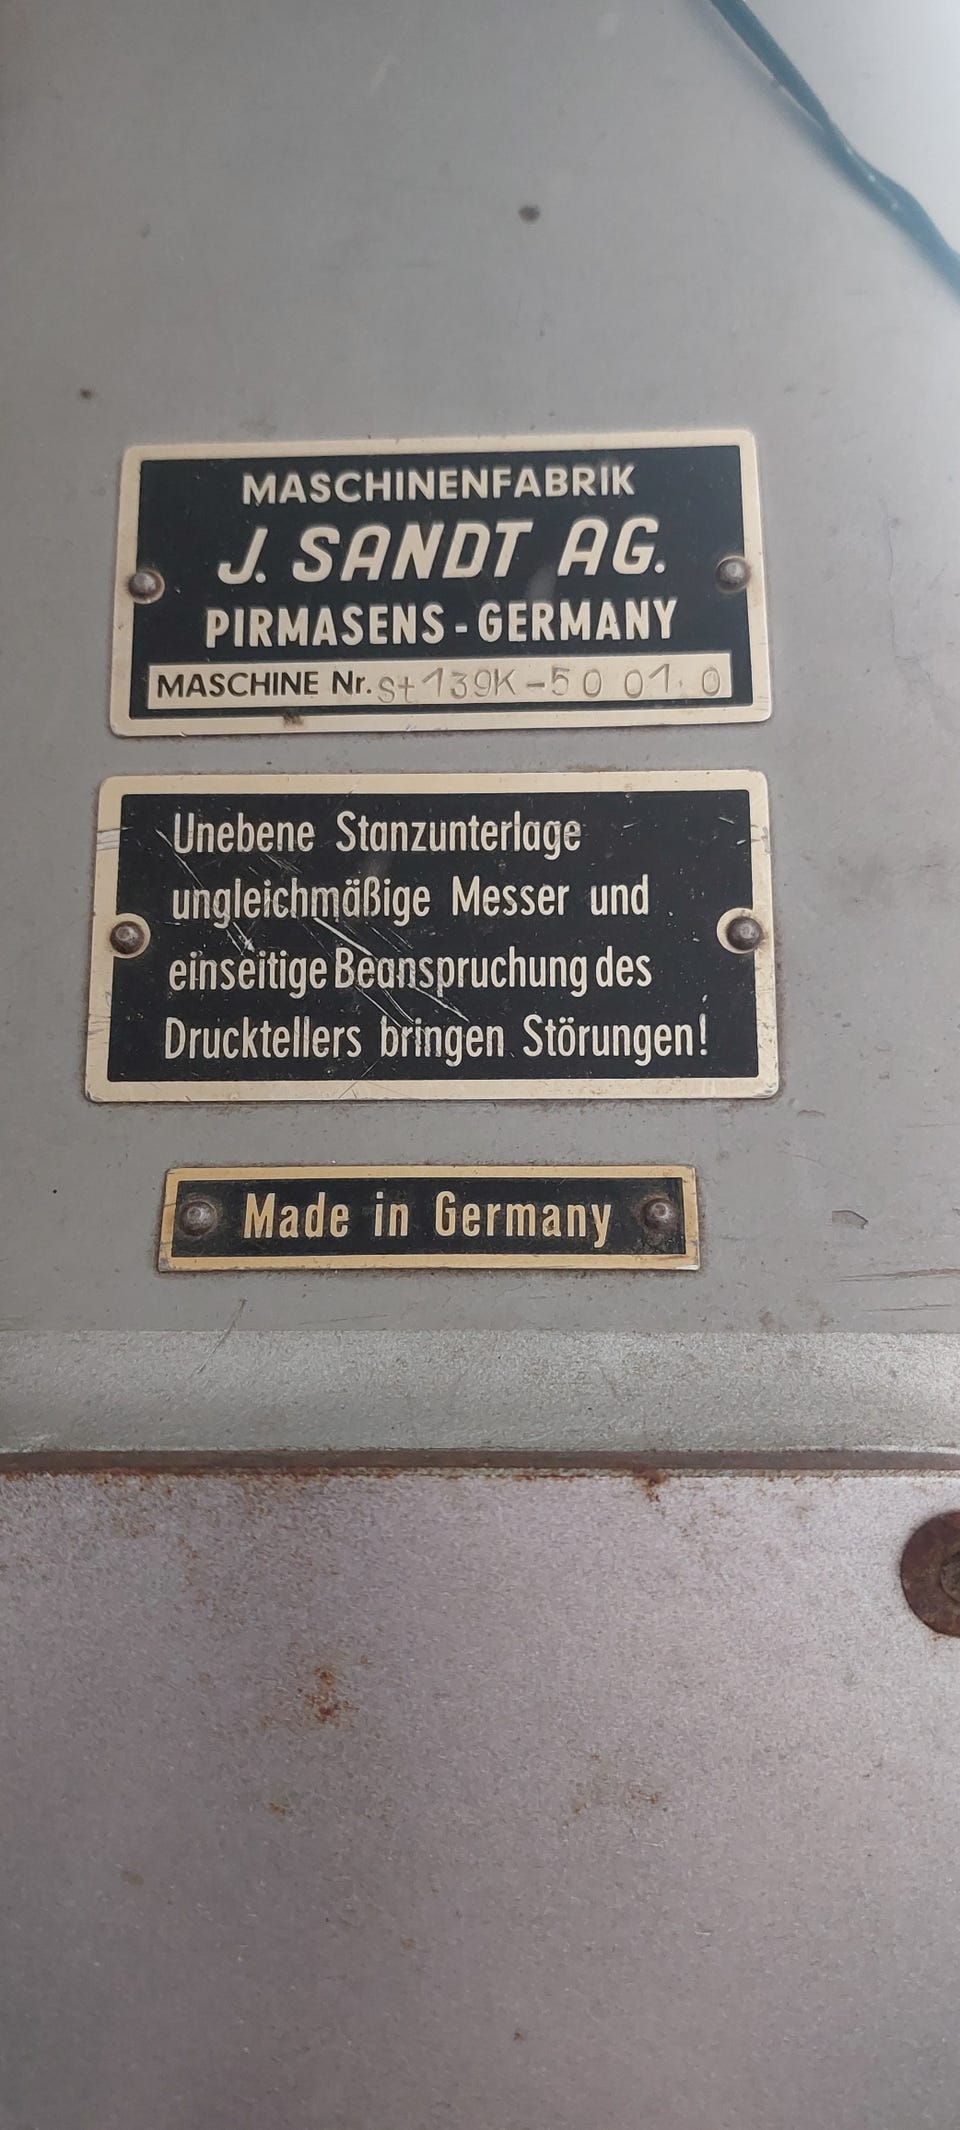 MASCHINENFABRIK
J. SANDT AG.
PIRMASENS - GERMANY
MASCHINE Nr. St 139K - 50 01. 0
Unebene Stanzunterlage
ungleichmäßige Messer und
einseitige Beanspruchung des
Drucktellers bringen Störungen!
Made in Germany